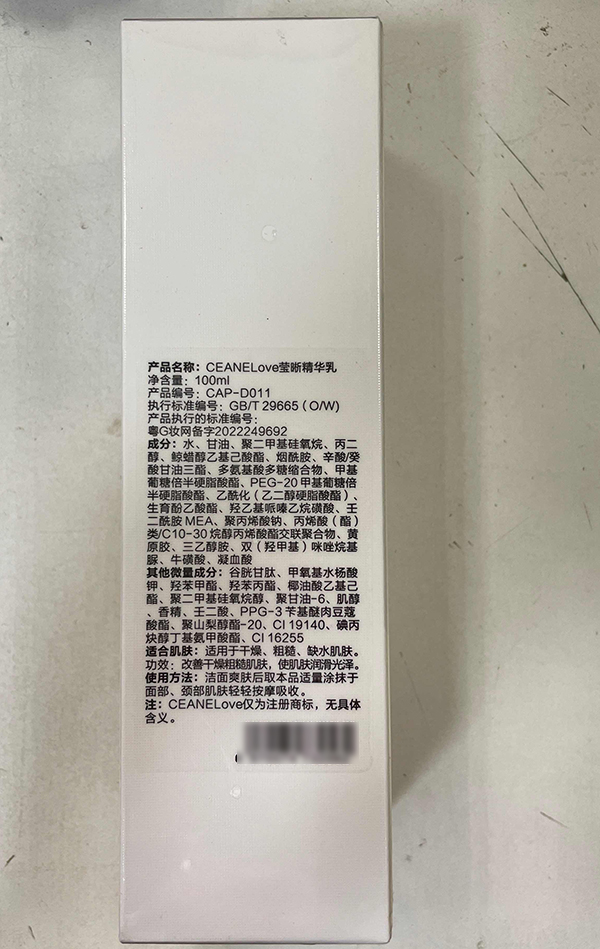 产品名称：CEANELove莹晰精华乳
净含量：100ml
产品编号：CAP-D011
执行标准编号：GB/T 29665（O/W)
产品执行的标准编号：
粤G妆网备字2022249692
成分：水、甘油、聚二甲基硅氧烷、丙二
醇、鲸蜡醇乙基己酸酯、烟酰胺、辛酸/癸
酸甘油三酯、多氨基酸多糖缩合物、甲基
葡糖倍半硬脂酸酯、PEG-20 甲基葡糖倍
半硬脂酸酯、乙酰化（乙二醇硬脂酸酯）、
生育酚乙酸酯、羟乙基哌嗪乙烷磺酸、壬
二酰胺 MEA、聚丙烯酸钠、丙烯酸（酯）
类/C10-30 烷醇丙烯酸酯交联聚合物、黄
原胶、三乙醇胺、双（羟甲基）咪唑烷基
脲、牛磺酸、凝血酸
其他微量成分：谷胱甘肽、甲氧基水杨酸
钾、羟苯甲酯、羟苯丙酯、椰油酸乙基己
酯、聚二甲基硅氧烷醇、聚甘油-6、肌醇
、香精、壬二酸、PPG-3 苄基醚肉豆蔻
酸酯、聚山梨醇酯-20、CI 19140、碘丙
炔醇丁基氨甲酸酯、CI 16255
适合肌肤：适用于干燥、粗糙、缺水肌肤。
功效：改善干燥粗糙肌肤，使肌肤润滑光泽。
使用方法：洁面爽肤后取本品适量涂抹于
面部、颈部肌肤轻轻按摩吸收。
注：CEANELove仅为注册商标，无具体
含义。